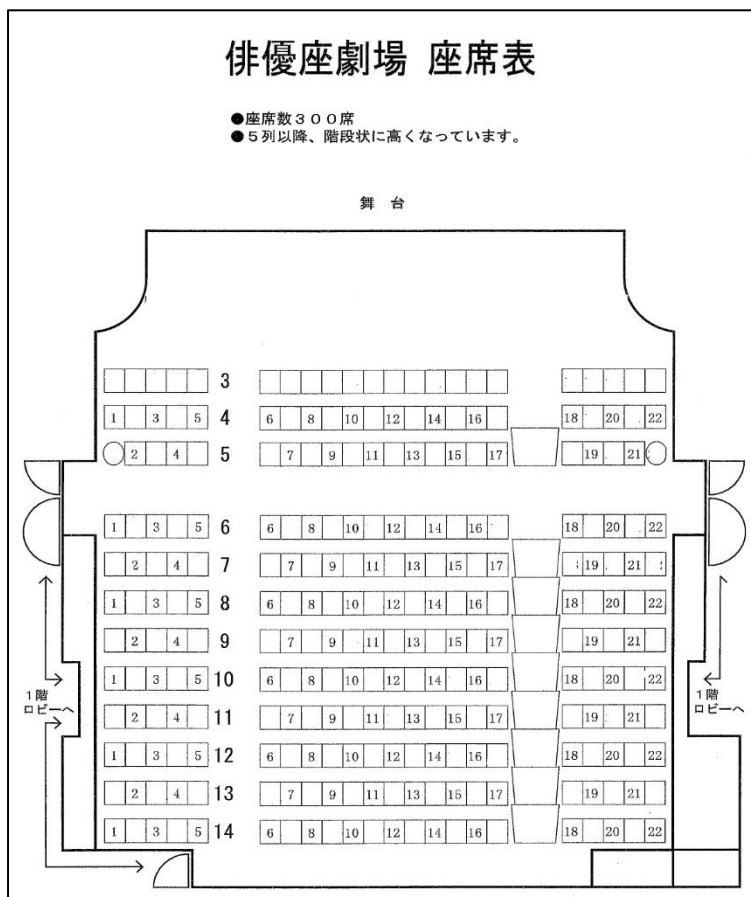 俳優座劇場 座席表
●座席数３００席
●５列以降、階段状に高くなっています。
舞 台
3
1 3 5 4 6 8 10 12 14 16 18 20 22
2 4 5 7 9 11 13 15 17 19 21
1 3 5 6 6 8 10 12 14 16 18 20 22
2 4 7 7 9 11 13 15 17 19 21
1 3 5 8 6 8 10 12 14 16 18 20 22
2 4 9 7 9 11 13 15 17 19 21
1 3 5 10 6 8 10 12 14 16 18 20 22
1階
ロビーへ
1階
ロビーへ
2 4 11 7 9 11 13 15 17 19 21
1 3 5 12 6 8 10 12 14 16 18 20 22
2 4 13 7 9 11 13 15 17 19 21
1 3 5 14 6 8 10 12 14 16 18 20 22